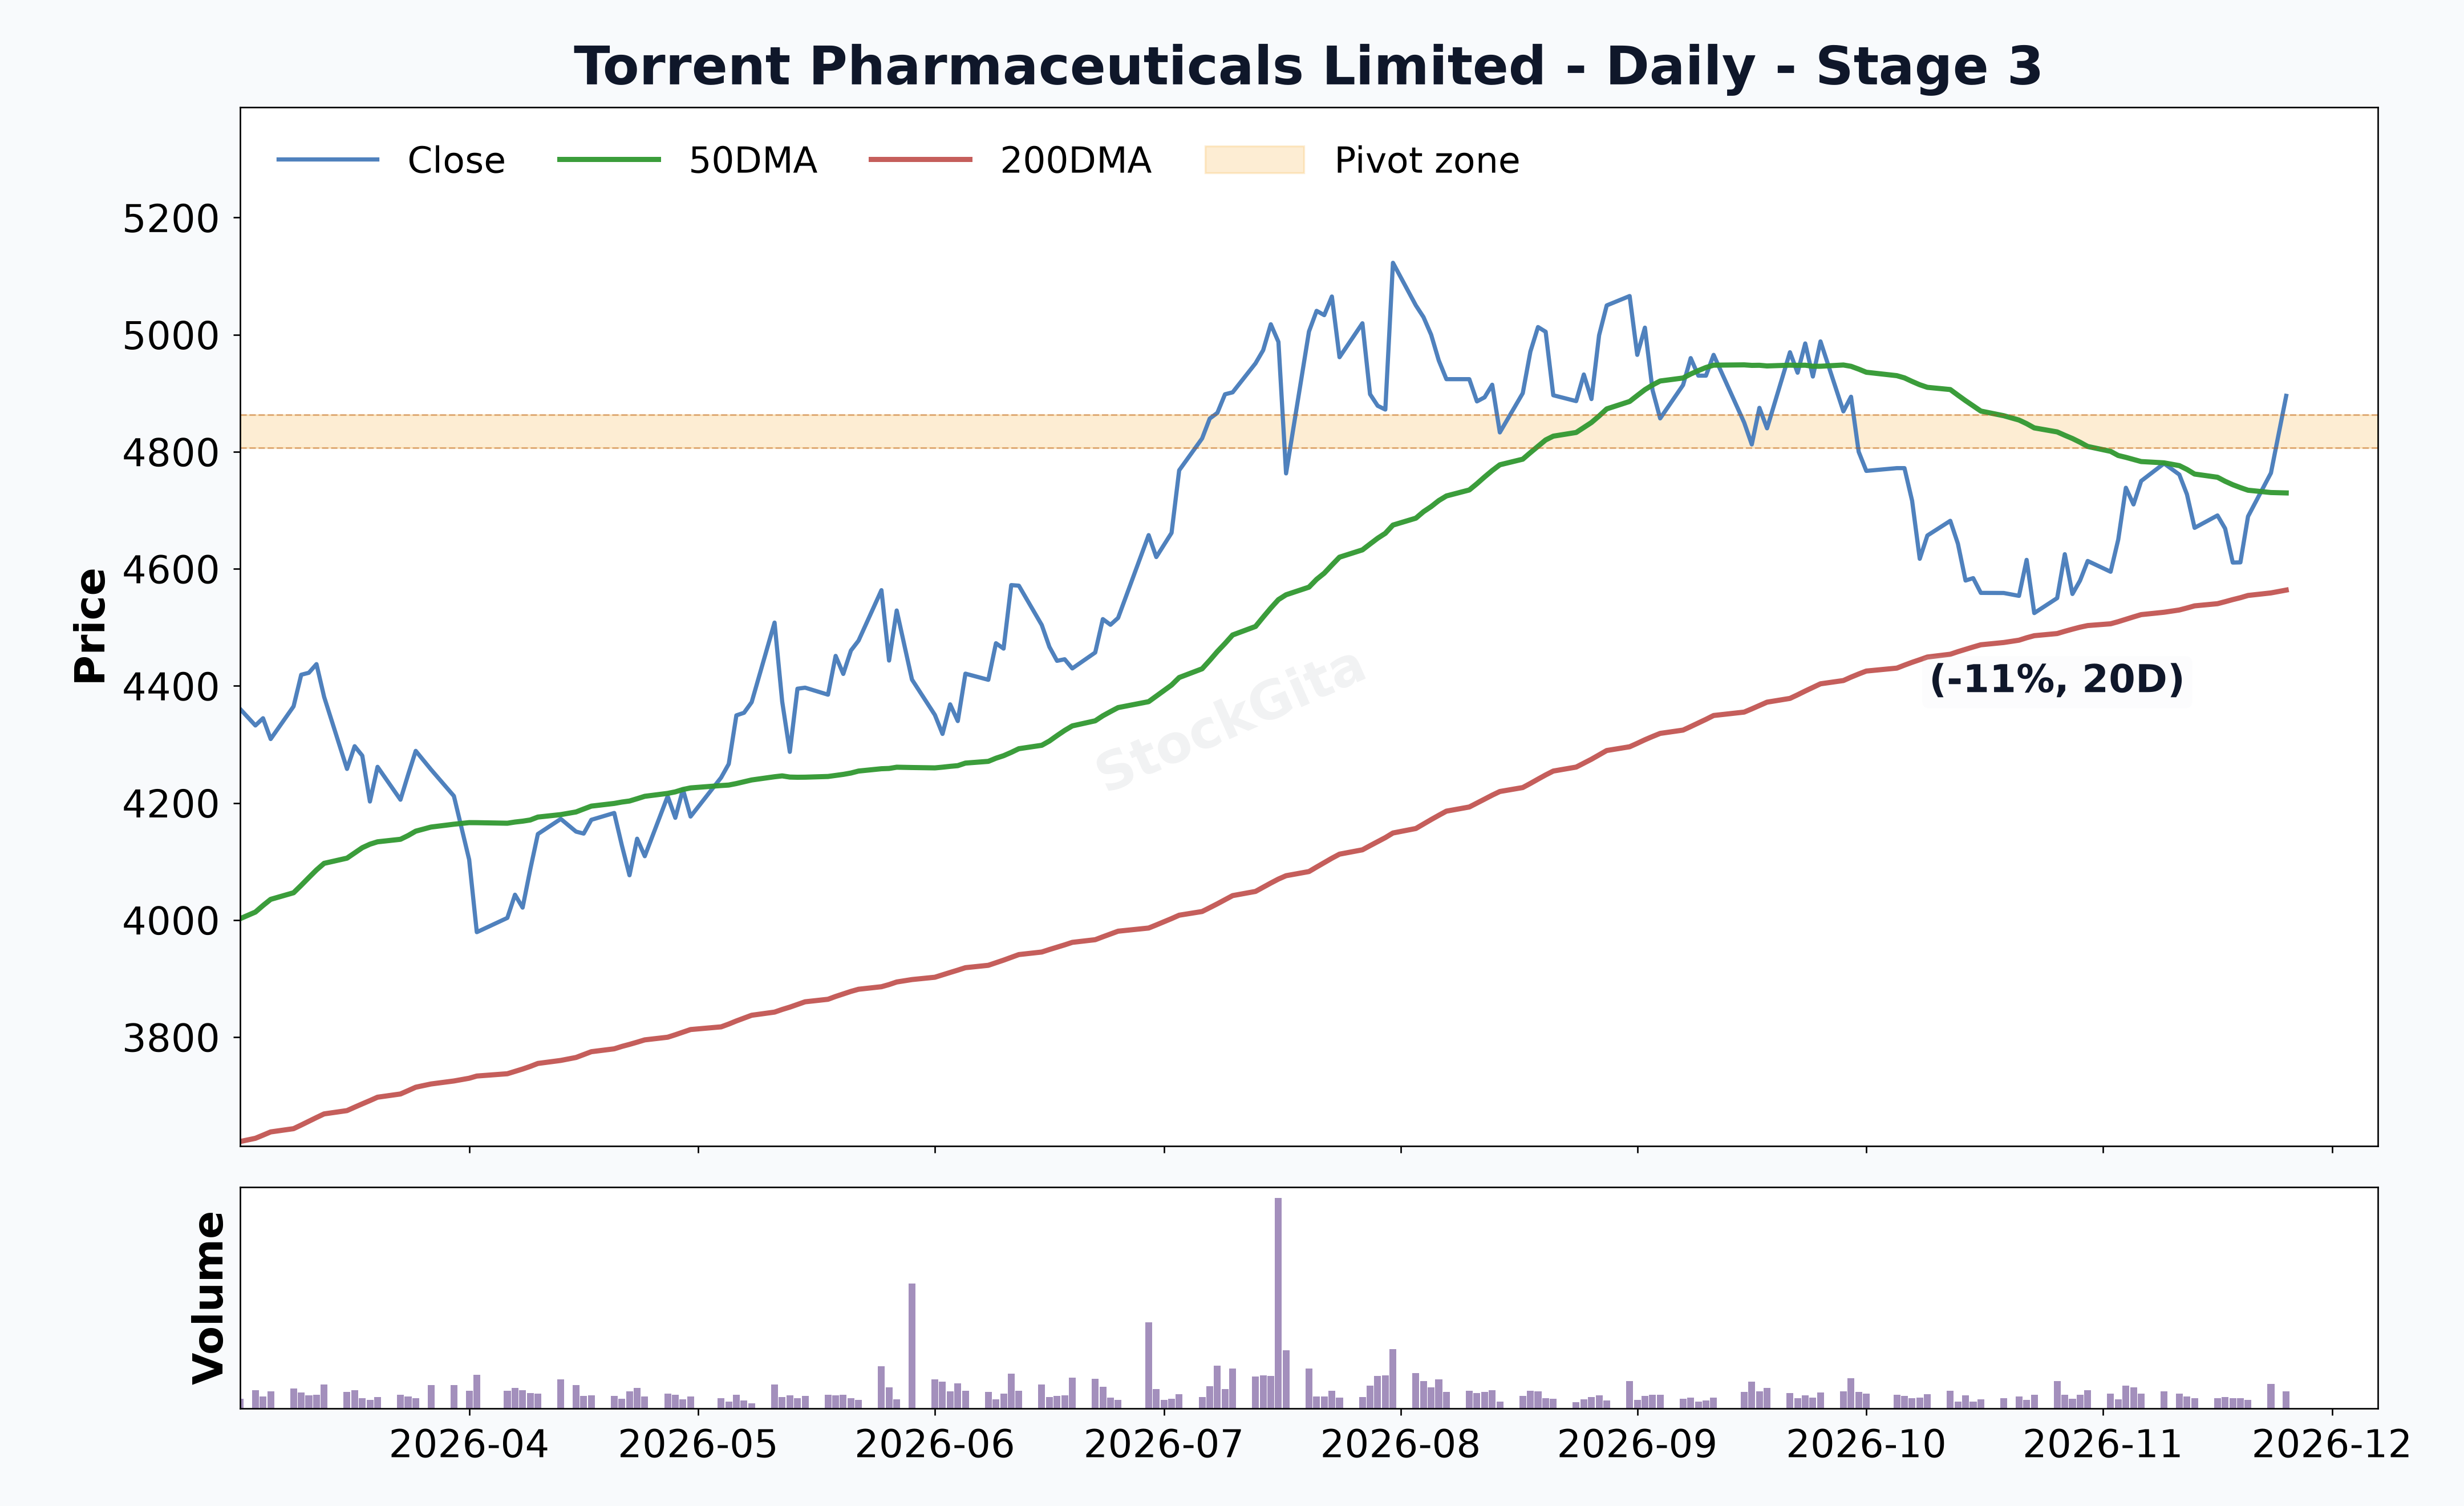 Torrent Pharmaceuticals Limited - Daily - Stage 3
Close 50DMA 200DMA Pivot zone
Price
5200
5000
4800
4600
4400
4200
4000
3800
(-11%, 20D)
StockGita
Volume
2026-04 2026-05 2026-06 2026-07 2026-08 2026-09 2026-10 2026-11 2026-12